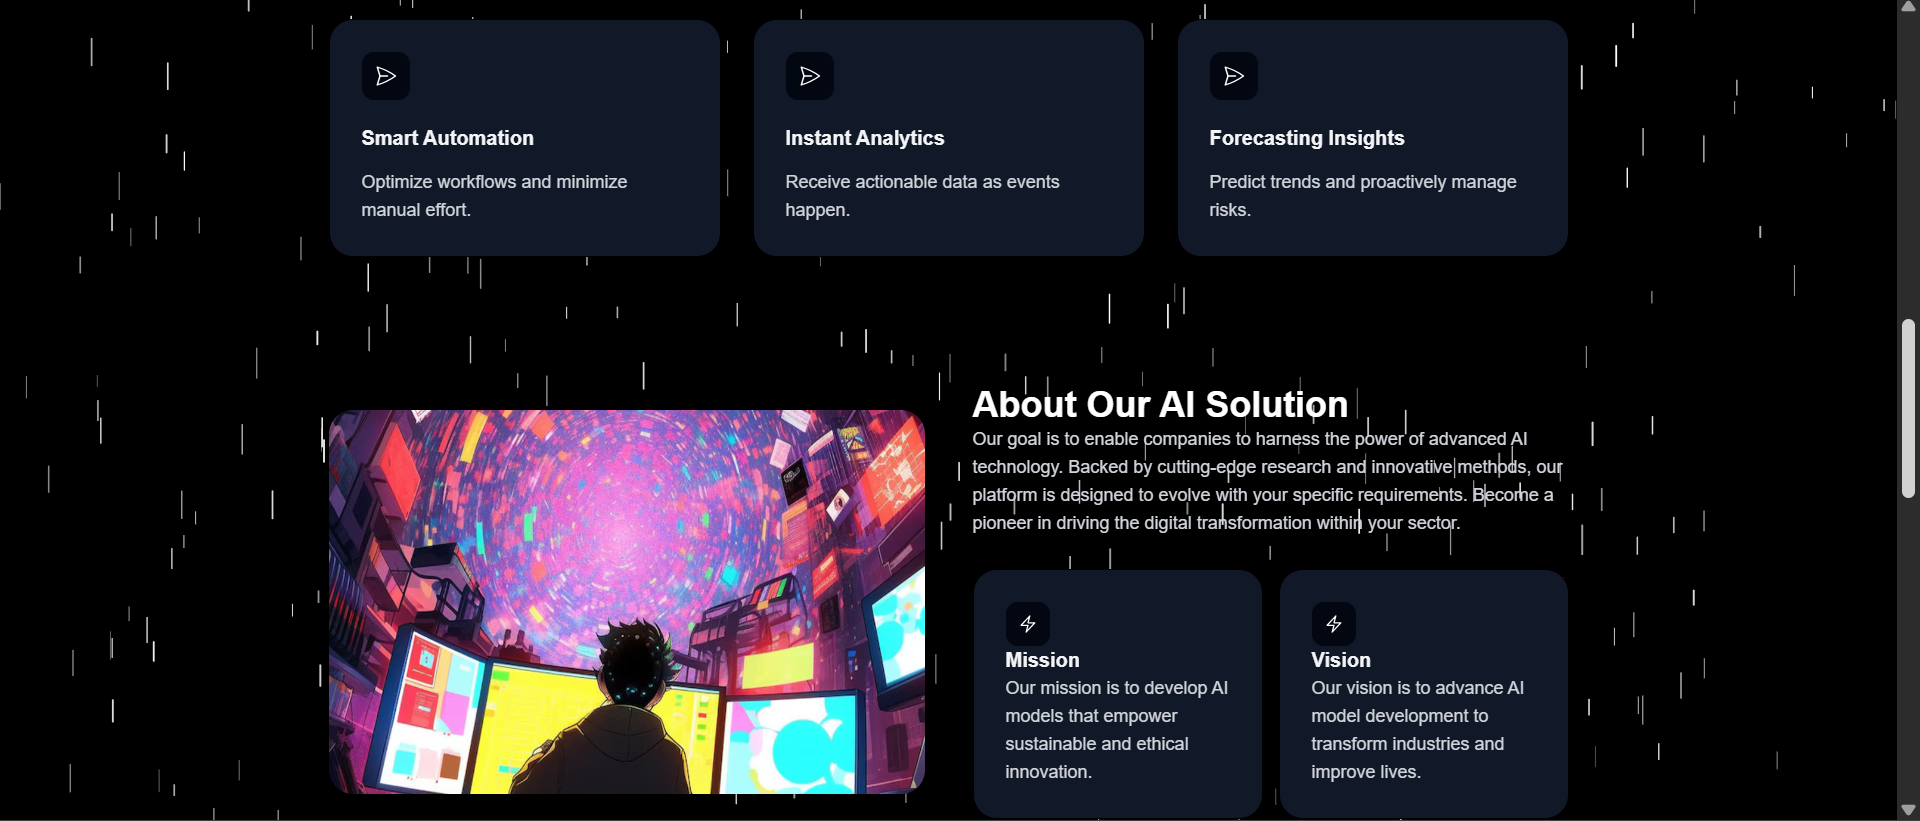 Smart Automation
Optimize workflows and minimize
manual effort.
Instant Analytics
Receive actionable data as events
happen.
Forecasting Insights
Predict trends and proactively manage
risks.
About Our AI Solution
Our goal is to enable companies to harness the power of advanced AI
technology. Backed by cutting-edge research and innovative methods, our
platform is designed to evolve with your specific requirements. Become a
pioneer in driving the digital transformation within your sector.
Mission
Our mission is to develop AI
models that empower
sustainable and ethical
innovation.
Vision
Our vision is to advance AI
model development to
transform industries and
improve lives.